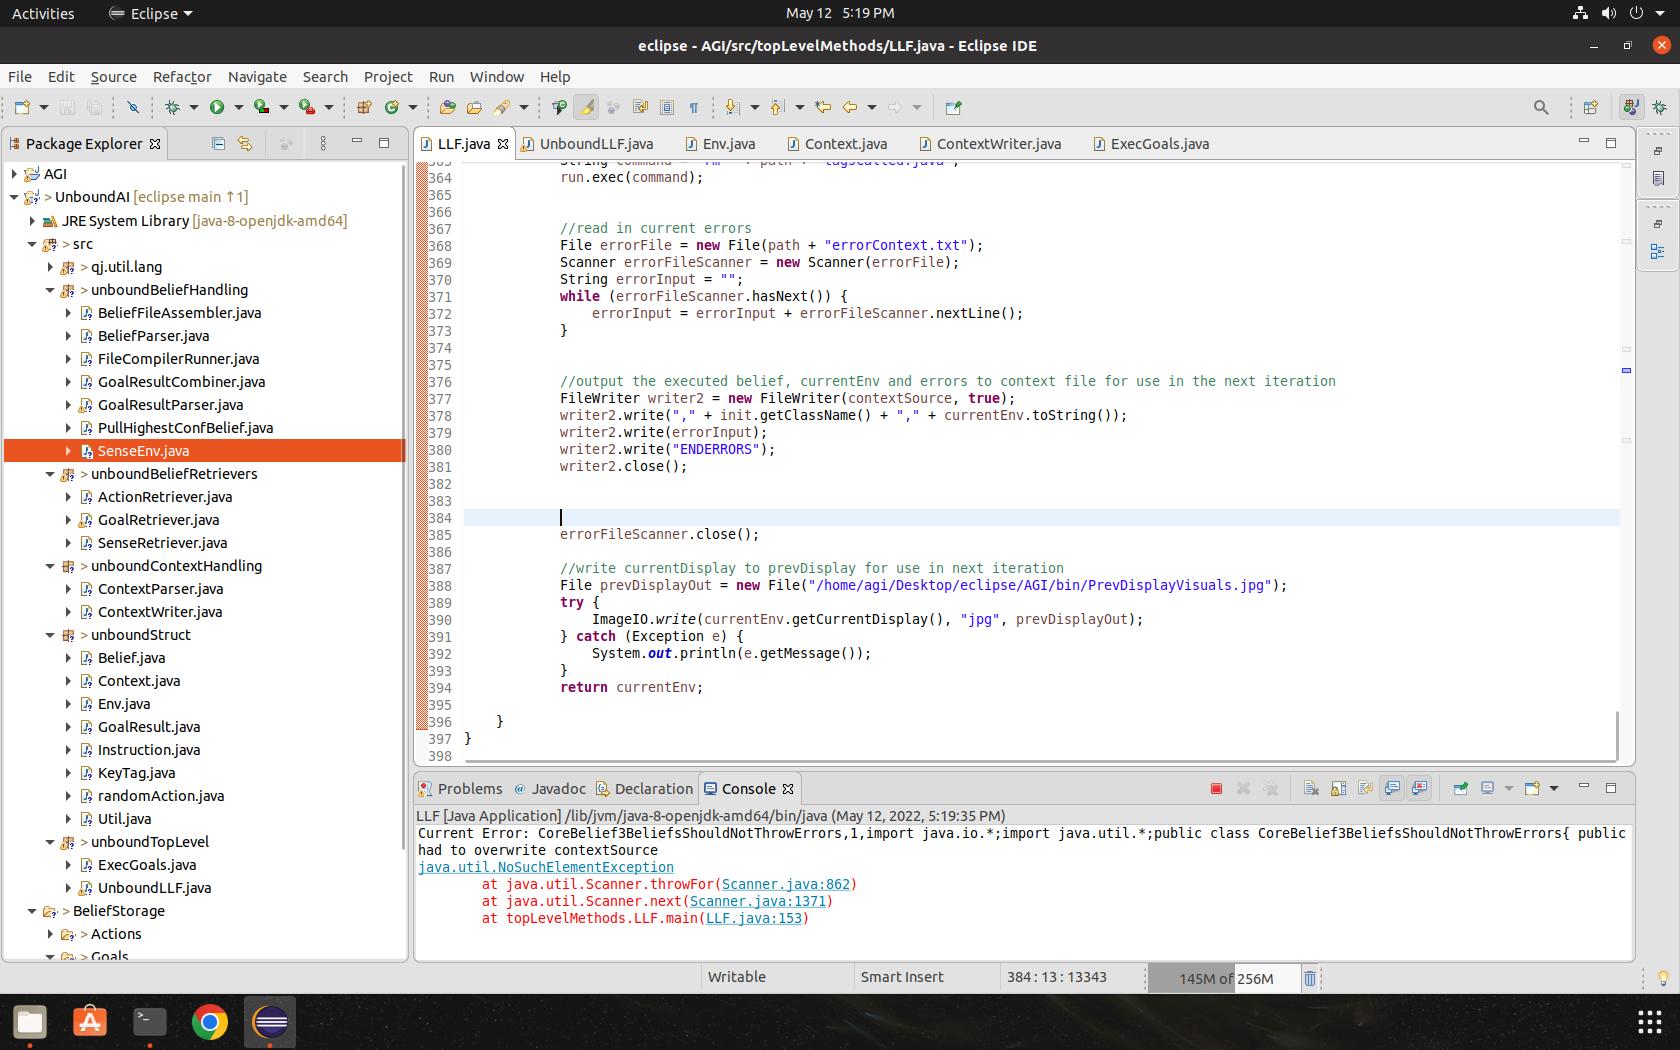 Activities Eclipse May 12 5:19 PM
eclipse - AGI/src/topLevelMethods/LLF.java - Eclipse IDE
File Edit Source Refactor Navigate Search Project Run Window Help
Package Explorer
AGI
> UnboundAI [eclipse main ↑1]
JRE System Library [java-8-openjdk-amd64]
> src
> qj.util.lang
> unboundBeliefHandling
BeliefFileAssembler.java
BeliefParser.java
FileCompilerRunner.java
GoalResultCombiner.java
GoalResultParser.java
PullHighestConfBelief.java
SenseEnv.java
> unboundBeliefRetrievers
ActionRetriever.java
GoalRetriever.java
SenseRetriever.java
> unboundContextHandling
ContextParser.java
ContextWriter.java
> unboundStruct
Belief.java
Context.java
Env.java
GoalResult.java
Instruction.java
KeyTag.java
randomAction.java
Util.java
> unboundTopLevel
ExecGoals.java
UnboundLLF.java
> BeliefStorage
> Actions
> Goals
LLF.java UnboundLLF.java Env.java Context.java ContextWriter.java ExecGoals.java
364 run.exec(command);
365
366
367 //read in current errors
368 File errorFile = new File(path + "errorContext.txt");
369 Scanner errorFileScanner = new Scanner(errorFile);
370 String errorInput = "";
371 while (errorFileScanner.hasNext()) {
372 errorInput = errorInput + errorFileScanner.nextLine();
373 }
374
375
376 //output the executed belief, currentEnv and errors to context file for use in the next iteration
377 FileWriter writer2 = new FileWriter(contextSource, true);
378 writer2.write("," + init.getClassName() + "," + currentEnv.toString());
379 writer2.write(errorInput);
380 writer2.write("ENDERRORS");
381 writer2.close();
382
383
384
385 errorFileScanner.close();
386
387 //write currentDisplay to prevDisplay for use in next iteration
388 File prevDisplayOut = new File("/home/agi/Desktop/eclipse/AGI/bin/PrevDisplayVisuals.jpg");
389 try {
390 ImageIO.write(currentEnv.getCurrentDisplay(), "jpg", prevDisplayOut);
391 } catch (Exception e) {
392 System.out.println(e.getMessage());
393 }
394 return currentEnv;
395
396 }
397 }
398
Problems @ Javadoc Declaration Console
LLF [Java Application] /lib/jvm/java-8-openjdk-amd64/bin/java (May 12, 2022, 5:19:35 PM)
Current Error: CoreBelief3BeliefsShouldNotThrowErrors,1,import java.io.*;import java.util.*;public class CoreBelief3BeliefsShouldNotThrowErrors{ public
had to overwrite contextSource
java.util.NoSuchElementException
at java.util.Scanner.throwFor(Scanner.java:862)
at java.util.Scanner.next(Scanner.java:1371)
at topLevelMethods.LLF.main(LLF.java:153)
Writable Smart Insert 384 : 13 : 13343 145M of 256M